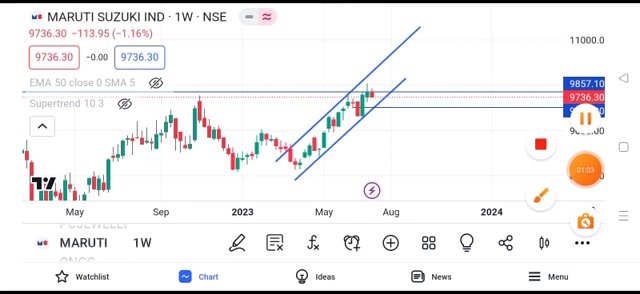 MARUTI SUZUKI IND · 1W · NSE
9736.30 −113.95 (−1.16%)
9736.30 −0.00 9736.30
EMA 50 close 0 SMA 5
Supertrend 10 3
11000.0
9857.10
9736.30
01:03
May Sep 2023 May Aug 2024
MARUTI 1W
ONGC
Watchlist Chart Ideas News Menu